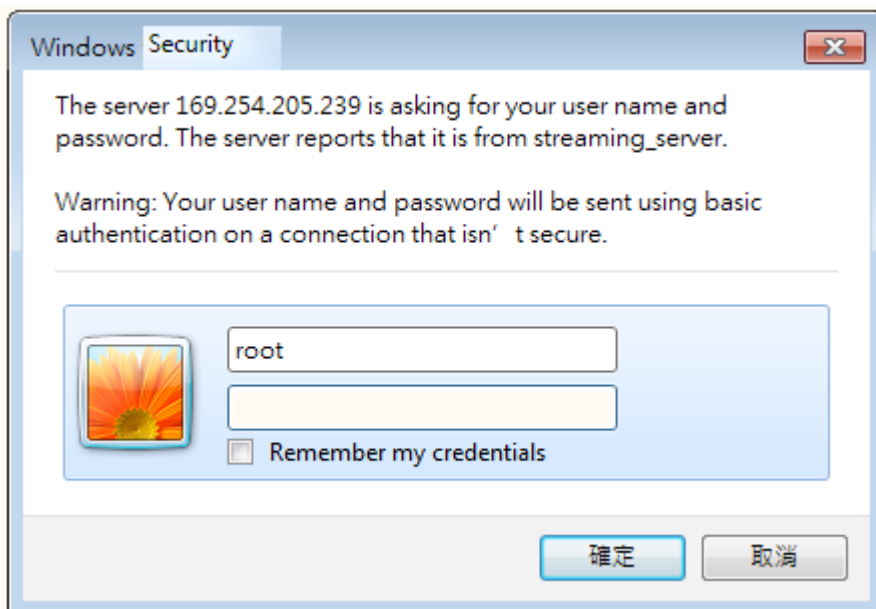 Windows Security
The server 169.254.205.239 is asking for your user name and
password. The server reports that it is from streaming_server.
Warning: Your user name and password will be sent using basic
authentication on a connection that isn’t secure.
root
Remember my credentials
確定
取消